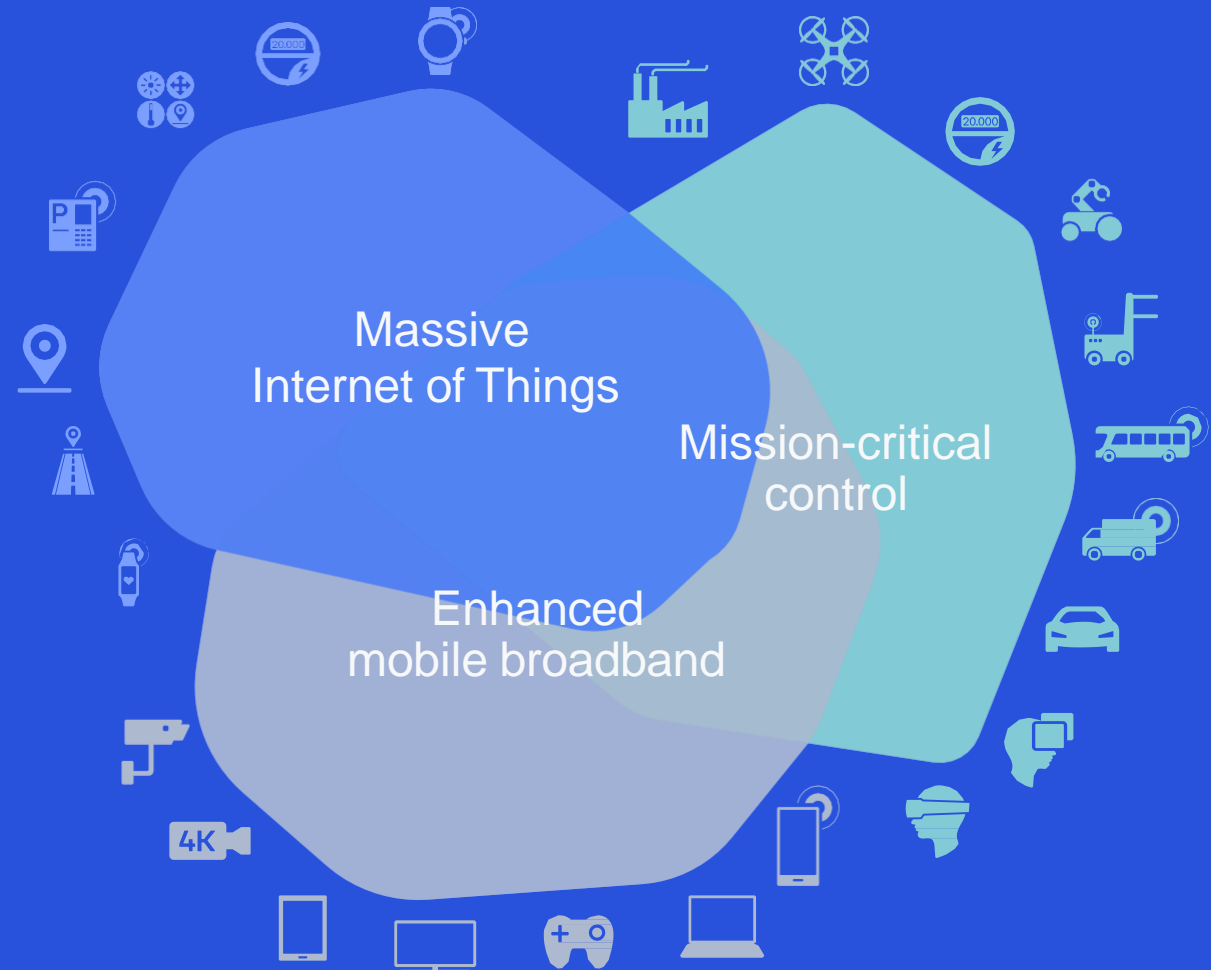 20.000
20.000
P
Massive
Internet of Things
Mission-critical
control
Enhanced
mobile broadband
4K